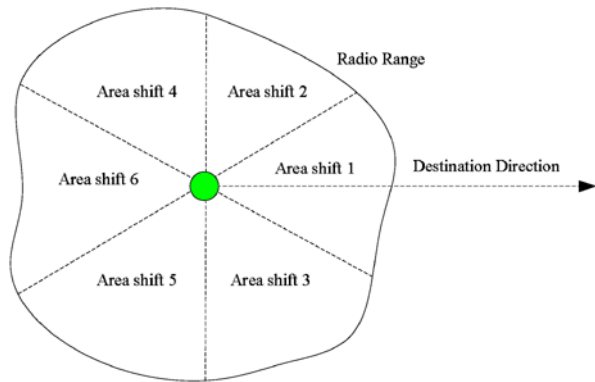 Radio Range
Area shift 4
Area shift 2
Area shift 1
Destination Direction
Area shift 6
Area shift 5
Area shift 3